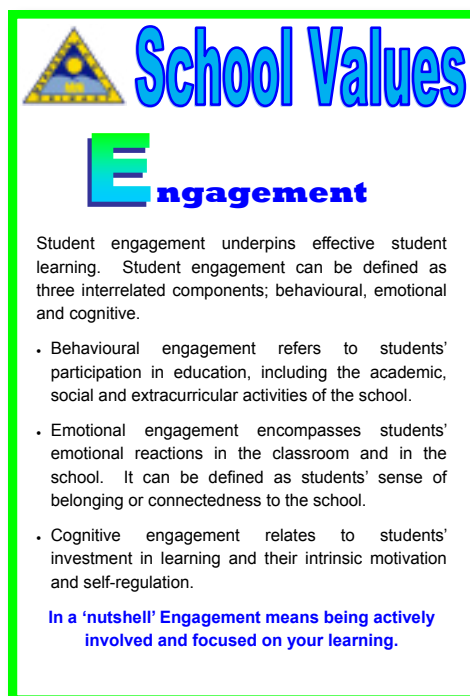 School Values
Engagement
Student engagement underpins effective student
learning. Student engagement can be defined as
three interrelated components; behavioural, emotional
and cognitive.
• Behavioural engagement refers to students’
participation in education, including the academic,
social and extracurricular activities of the school.
• Emotional engagement encompasses students’
emotional reactions in the classroom and in the
school. It can be defined as students’ sense of
belonging or connectedness to the school.
• Cognitive engagement relates to students’
investment in learning and their intrinsic motivation
and self-regulation.
In a ‘nutshell’ Engagement means being actively
involved and focused on your learning.